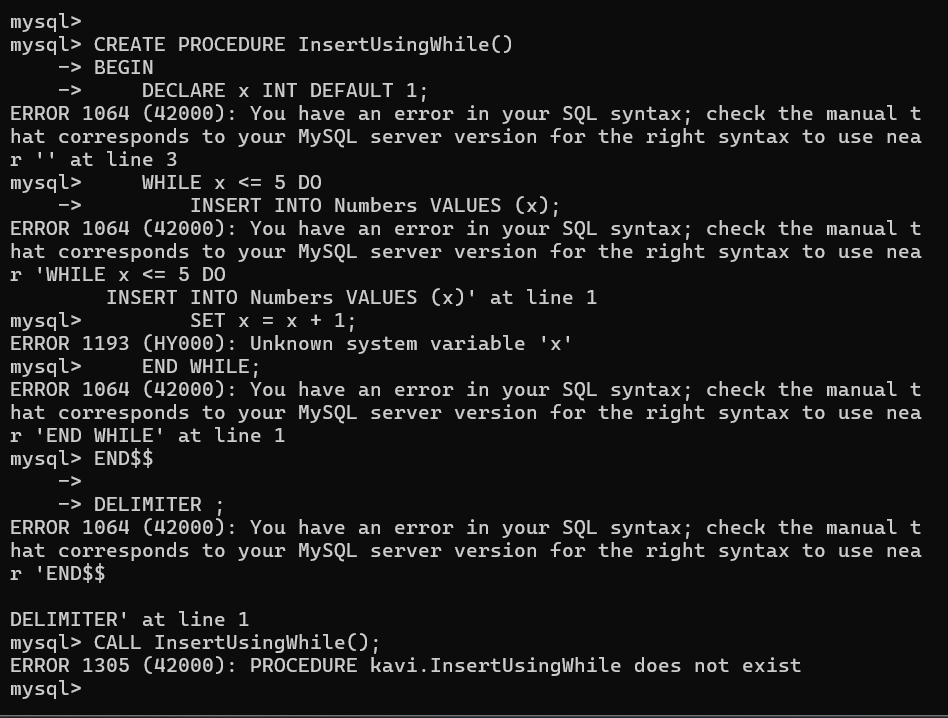 mysql>
mysql> CREATE PROCEDURE InsertUsingWhile()
    -> BEGIN
    ->     DECLARE x INT DEFAULT 1;
ERROR 1064 (42000): You have an error in your SQL syntax; check the manual t
hat corresponds to your MySQL server version for the right syntax to use nea
r '' at line 3
mysql>     WHILE x <= 5 DO
    ->         INSERT INTO Numbers VALUES (x);
ERROR 1064 (42000): You have an error in your SQL syntax; check the manual t
hat corresponds to your MySQL server version for the right syntax to use nea
r 'WHILE x <= 5 DO
        INSERT INTO Numbers VALUES (x)' at line 1
mysql>         SET x = x + 1;
ERROR 1193 (HY000): Unknown system variable 'x'
mysql>     END WHILE;
ERROR 1064 (42000): You have an error in your SQL syntax; check the manual t
hat corresponds to your MySQL server version for the right syntax to use nea
r 'END WHILE' at line 1
mysql> END$$
    ->
    -> DELIMITER ;
ERROR 1064 (42000): You have an error in your SQL syntax; check the manual t
hat corresponds to your MySQL server version for the right syntax to use nea
r 'END$$

DELIMITER' at line 1
mysql> CALL InsertUsingWhile();
ERROR 1305 (42000): PROCEDURE kavi.InsertUsingWhile does not exist
mysql>